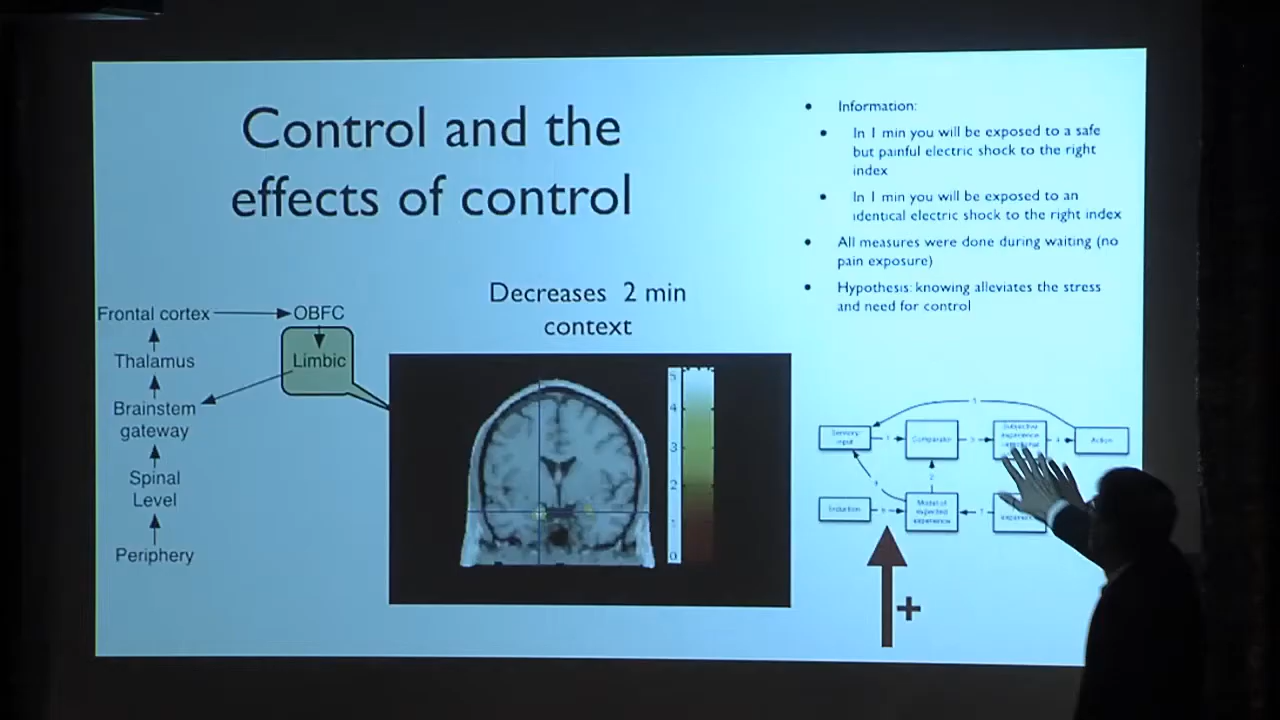 Control and the
effects of control
• Information:
• In 1 min you will be exposed to a safe
but painful electric shock to the right
index
• In 1 min you will be exposed to an
identical electric shock to the right index
• All measures were done during waiting (no
pain exposure)
• Hypothesis: knowing alleviates the stress
and need for control
Decreases 2 min
context
Frontal cortex
OBFC
Limbic
Thalamus
Brainstem
gateway
Spinal
Level
Periphery
5
4
3
2
1
0
Sensory
input
Comparator
Subjective
experience
Action
Induction
Model of
expected
experience
experience
+